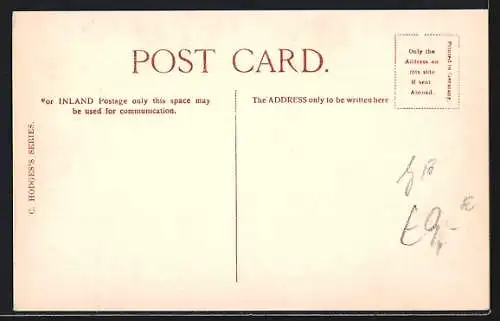 POST CARD.
For INLAND Postage only this space may
be used for communication.
The ADDRESS only to be written here
Only the
Address on
this side
if sent
Abroad.
Printed in Germany.
C. HODGES'S SERIES.